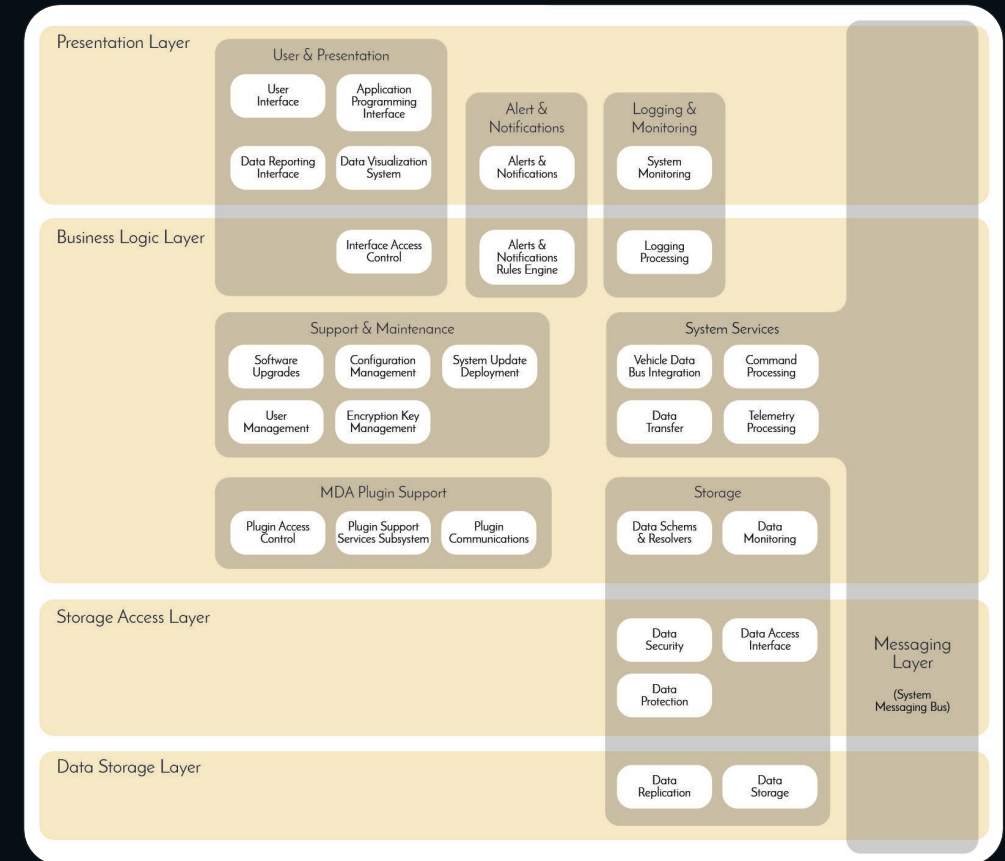 Presentation Layer
User & Presentation
User
Interface
Application
Programming
Interface
Data Reporting
Interface
Data Visualization
System
Alert &
Notifications
Alerts &
Notifications
Logging &
Monitoring
System
Monitoring
Business Logic Layer
Interface Access
Control
Alerts &
Notifications
Rules Engine
Logging
Processing
Support & Maintenance
Software
Upgrades
Configuration
Management
System Update
Deployment
User
Management
Encryption Key
Management
System Services
Vehicle Data
Bus Integration
Command
Processing
Data
Transfer
Telemetry
Processing
MDA Plugin Support
Plugin Access
Control
Plugin Support
Services Subsystem
Plugin
Communications
Storage
Data Schems
& Resolvers
Data
Monitoring
Storage Access Layer
Data
Security
Data Access
Interface
Data
Protection
Messaging
Layer
(System
Messaging Bus)
Data Storage Layer
Data
Replication
Data
Storage